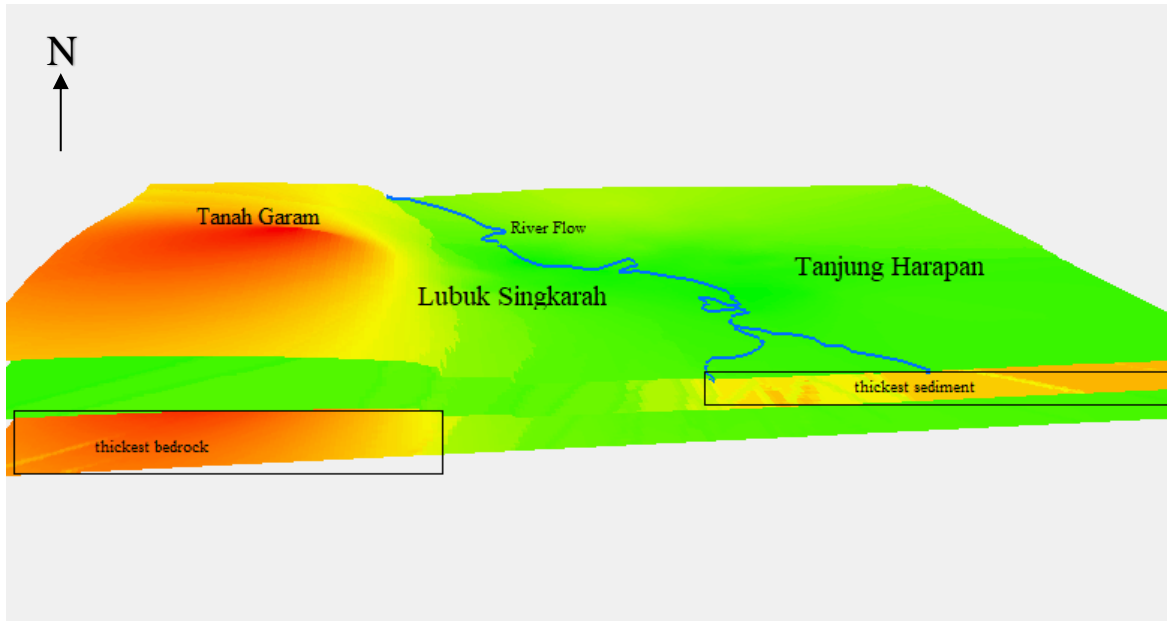 N
Tanah Garam
River Flow
Tanjung Harapan
Lubuk Singkarah
thickest sediment
thickest bedrock